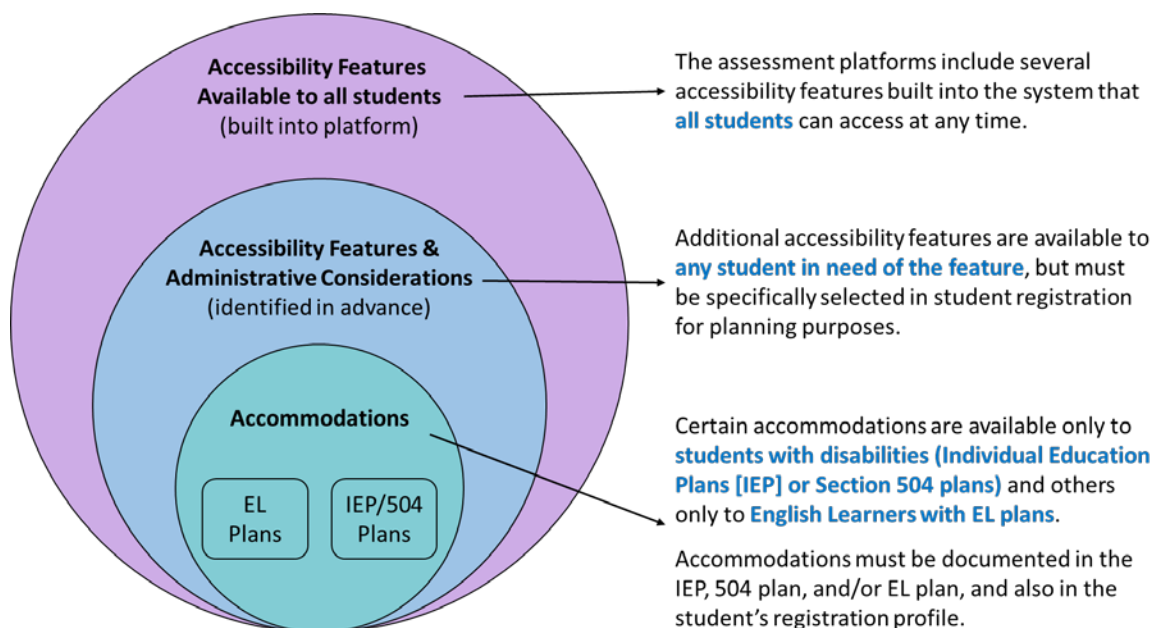 Accessibility Features
Available to all students
(built into platform)
The assessment platforms include several
accessibility features built into the system that
all students can access at any time.
Accessibility Features &
Administrative Considerations
(identified in advance)
Additional accessibility features are available to
any student in need of the feature, but must
be specifically selected in student registration
for planning purposes.
Accommodations
EL
Plans
IEP/504
Plans
Certain accommodations are available only to
students with disabilities (Individual Education
Plans [IEP] or Section 504 plans) and others
only to English Learners with EL plans.
Accommodations must be documented in the
IEP, 504 plan, and/or EL plan, and also in the
student’s registration profile.